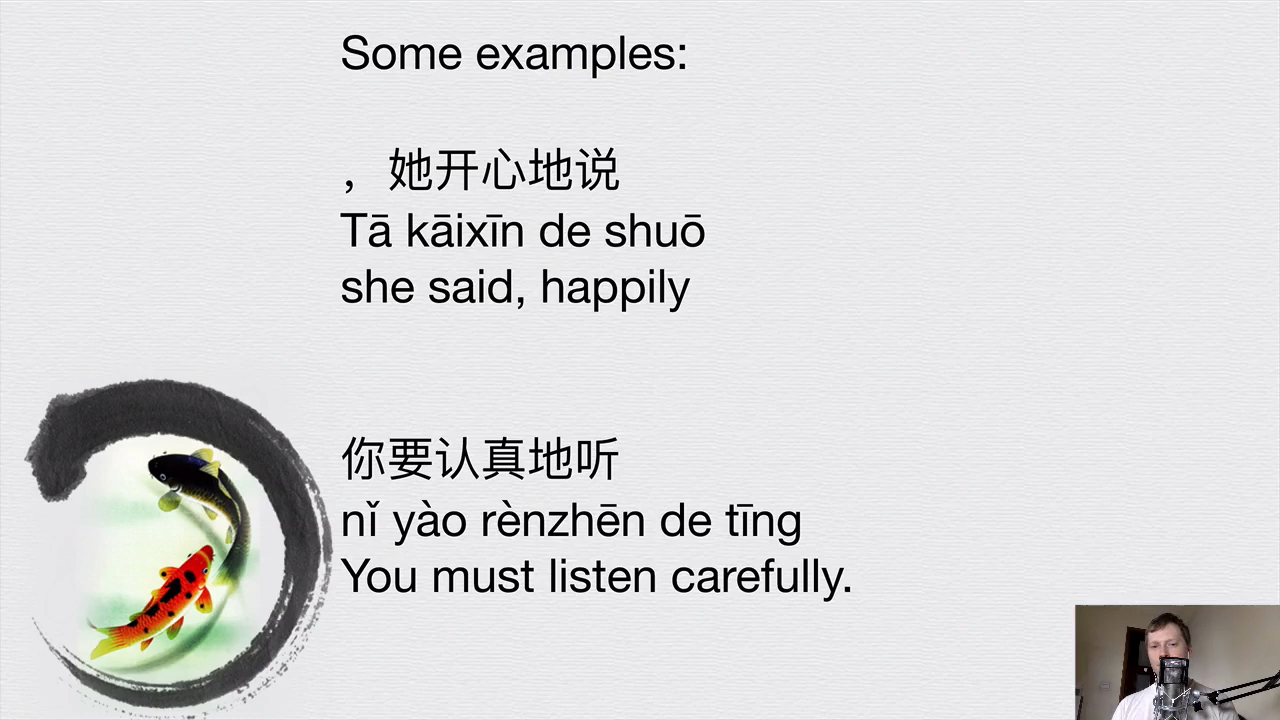 Some examples:
，她开心地说
Tā kāixīn de shuō
she said, happily
你要认真地听
nǐ yào rènzhēn de tīng
You must listen carefully.